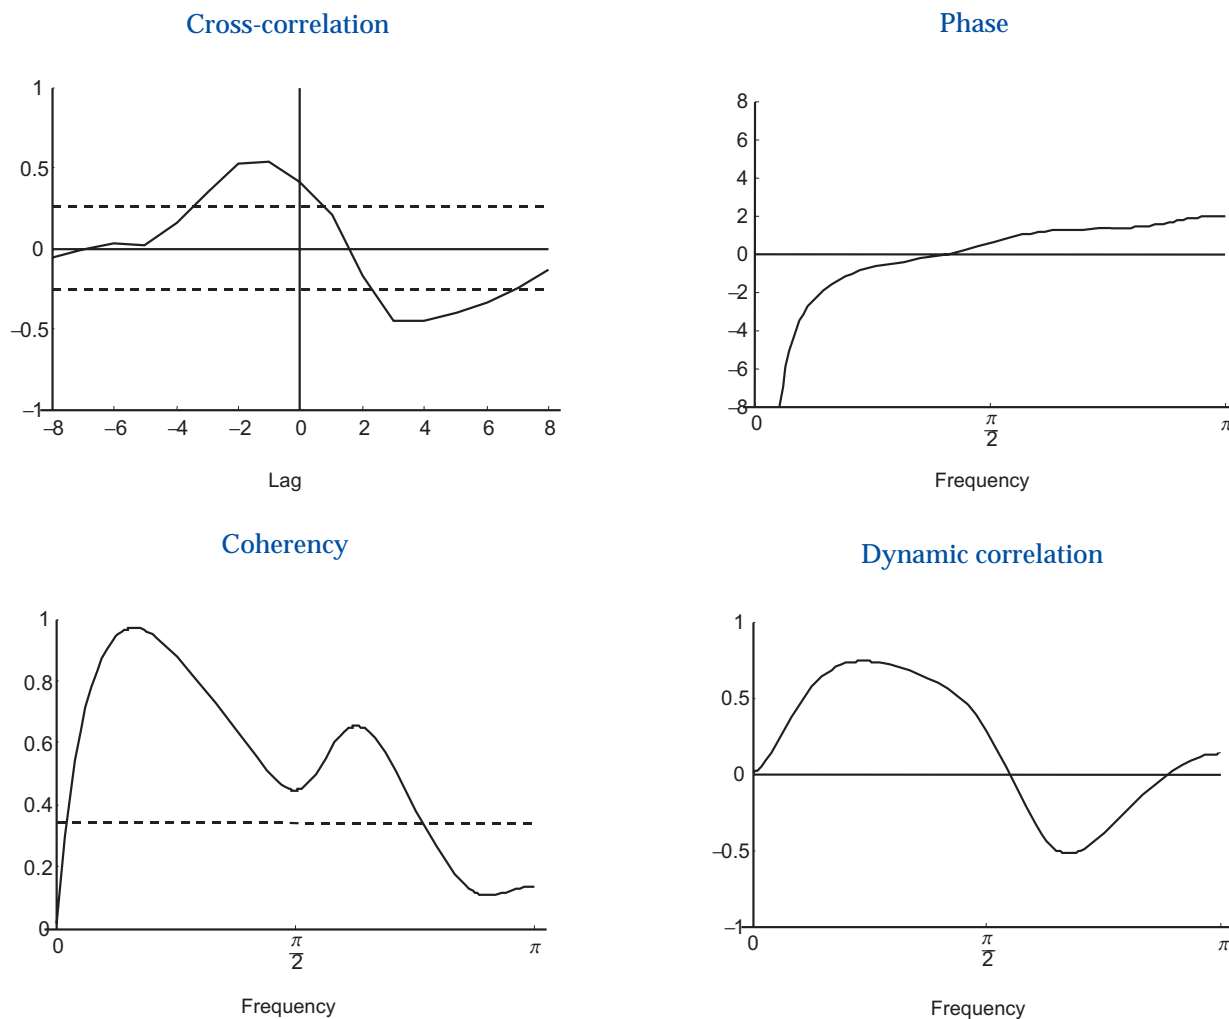 Cross-correlation
1
0.5
0
–0.5
–1
–8 –6 –4 –2 0 2 4 6 8
Lag
Phase
8
6
4
2
0
–2
–4
–6
–8
0 π/2 π
Frequency
Coherency
1
0.8
0.6
0.4
0.2
0
0 π/2 π
Frequency
Dynamic correlation
1
0.5
0
–0.5
–1
0 π/2 π
Frequency